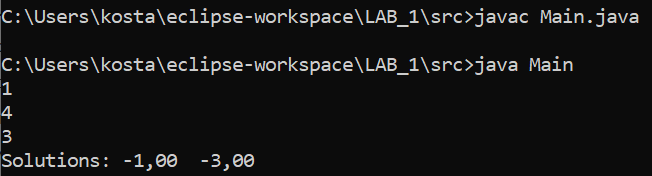 C:\Users\kosta\eclipse-workspace\LAB_1\src>javac Main.java
C:\Users\kosta\eclipse-workspace\LAB_1\src>java Main
1
4
3
Solutions: -1,00  -3,00